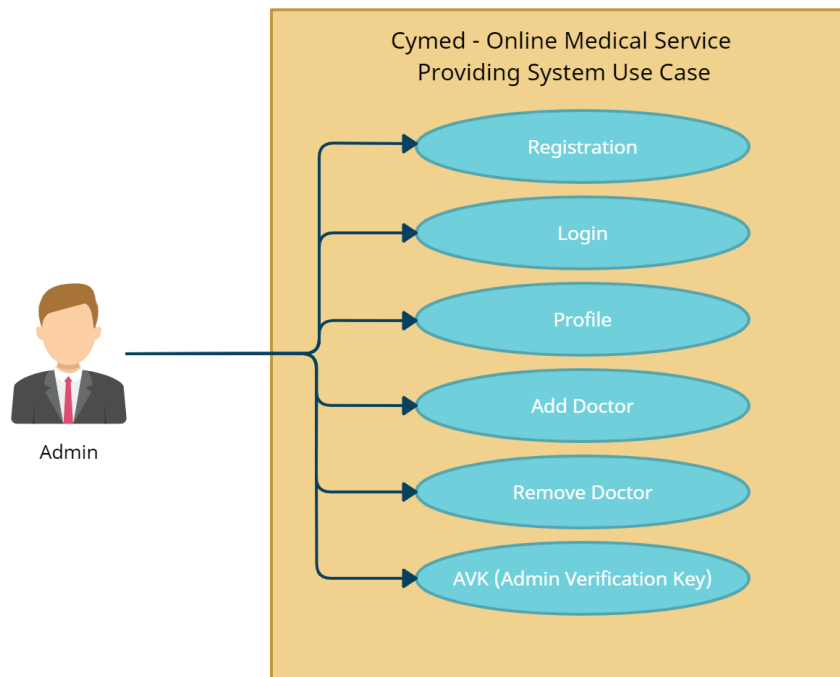 Cymed - Online Medical Service
Providing System Use Case
Registration
Login
Profile
Add Doctor
Admin
Remove Doctor
AVK (Admin Verification Key)